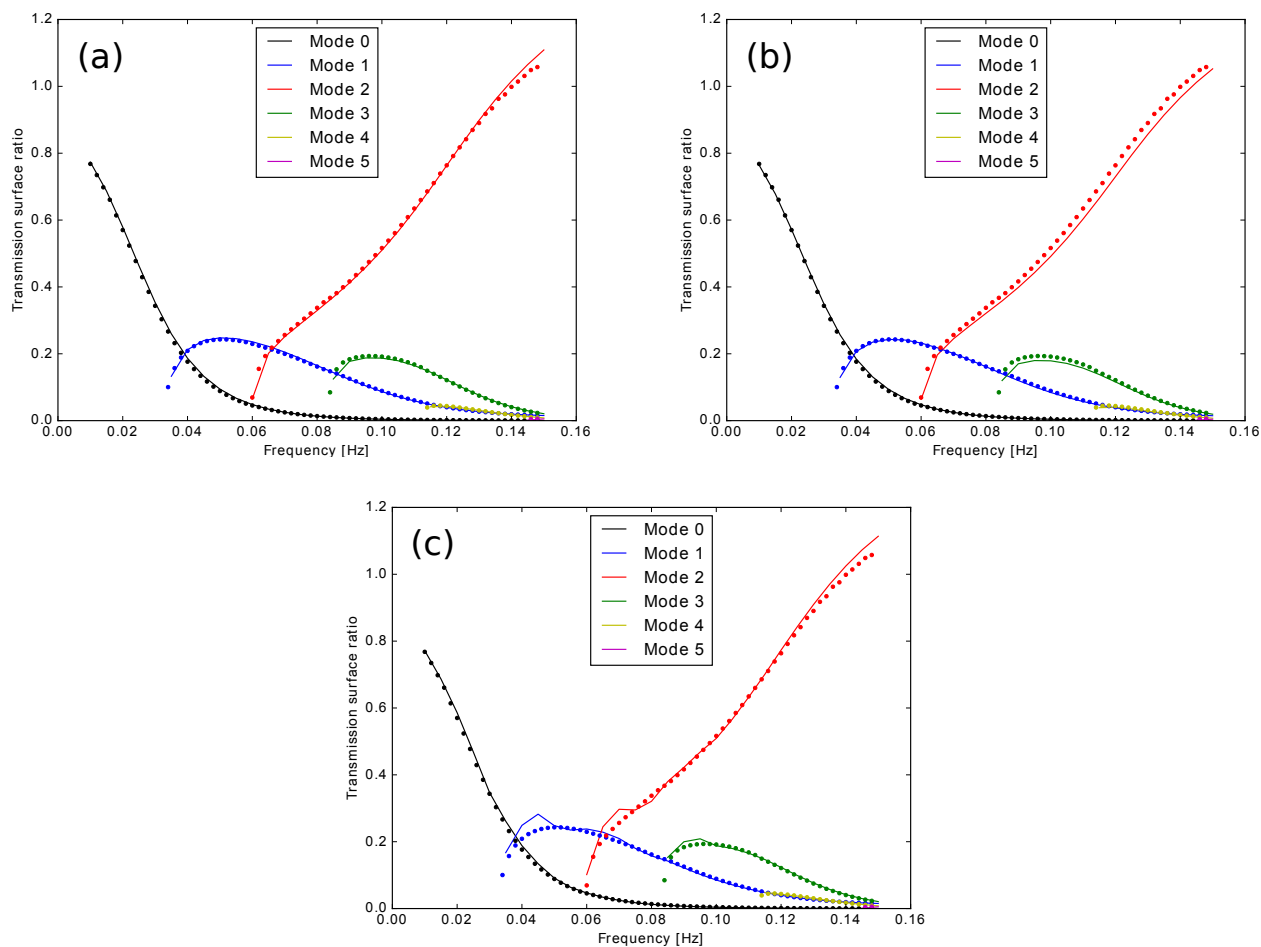 (a)
Mode 0
Mode 1
Mode 2
Mode 3
Mode 4
Mode 5
Transmission surface ratio
1.2
1.0
0.8
0.6
0.4
0.2
0.0
0.00 0.02 0.04 0.06 0.08 0.10 0.12 0.14 0.16
Frequency [Hz]
(b)
Mode 0
Mode 1
Mode 2
Mode 3
Mode 4
Mode 5
Transmission surface ratio
1.2
1.0
0.8
0.6
0.4
0.2
0.0
0.00 0.02 0.04 0.06 0.08 0.10 0.12 0.14 0.16
Frequency [Hz]
(c)
Mode 0
Mode 1
Mode 2
Mode 3
Mode 4
Mode 5
Transmission surface ratio
1.2
1.0
0.8
0.6
0.4
0.2
0.0
0.00 0.02 0.04 0.06 0.08 0.10 0.12 0.14 0.16
Frequency [Hz]